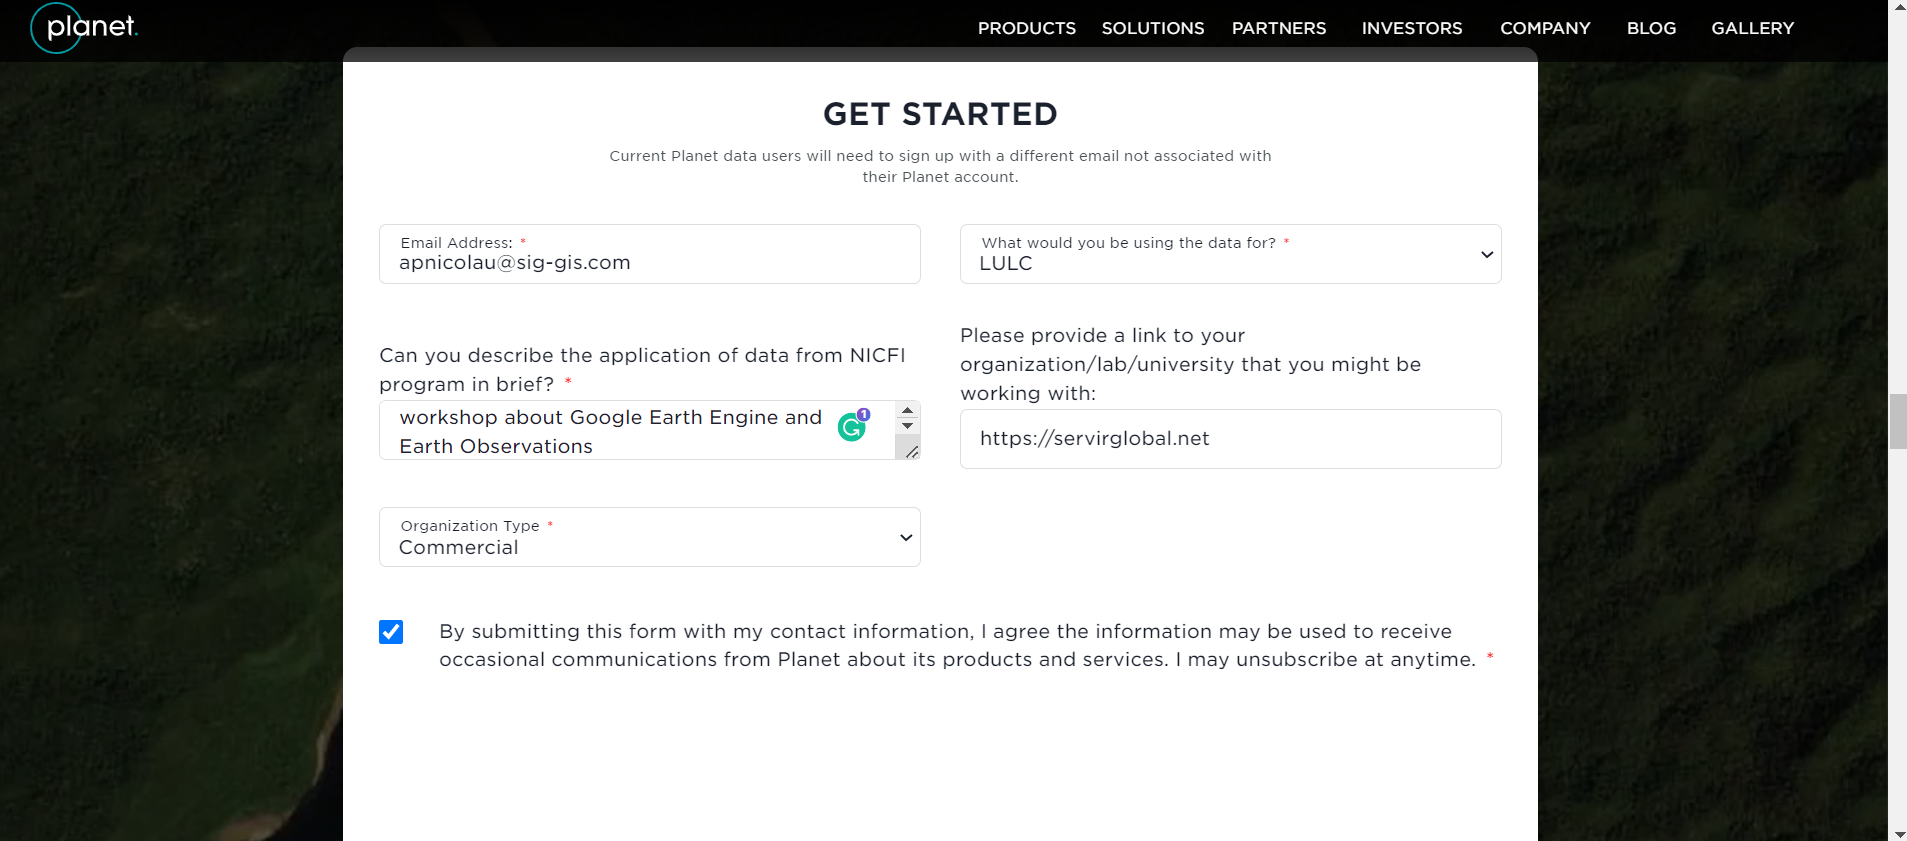 planet.
PRODUCTS SOLUTIONS PARTNERS INVESTORS COMPANY BLOG GALLERY
GET STARTED
Current Planet data users will need to sign up with a different email not associated with
their Planet account.
Email Address: *
apnicolau@sig-gis.com
What would you be using the data for? *
LULC
Can you describe the application of data from NICFI
program in brief? *
workshop about Google Earth Engine and
Earth Observations
1
Please provide a link to your
organization/lab/university that you might be
working with:
https://servirglobal.net
Organization Type *
Commercial
By submitting this form with my contact information, I agree the information may be used to receive
occasional communications from Planet about its products and services. I may unsubscribe at anytime. *